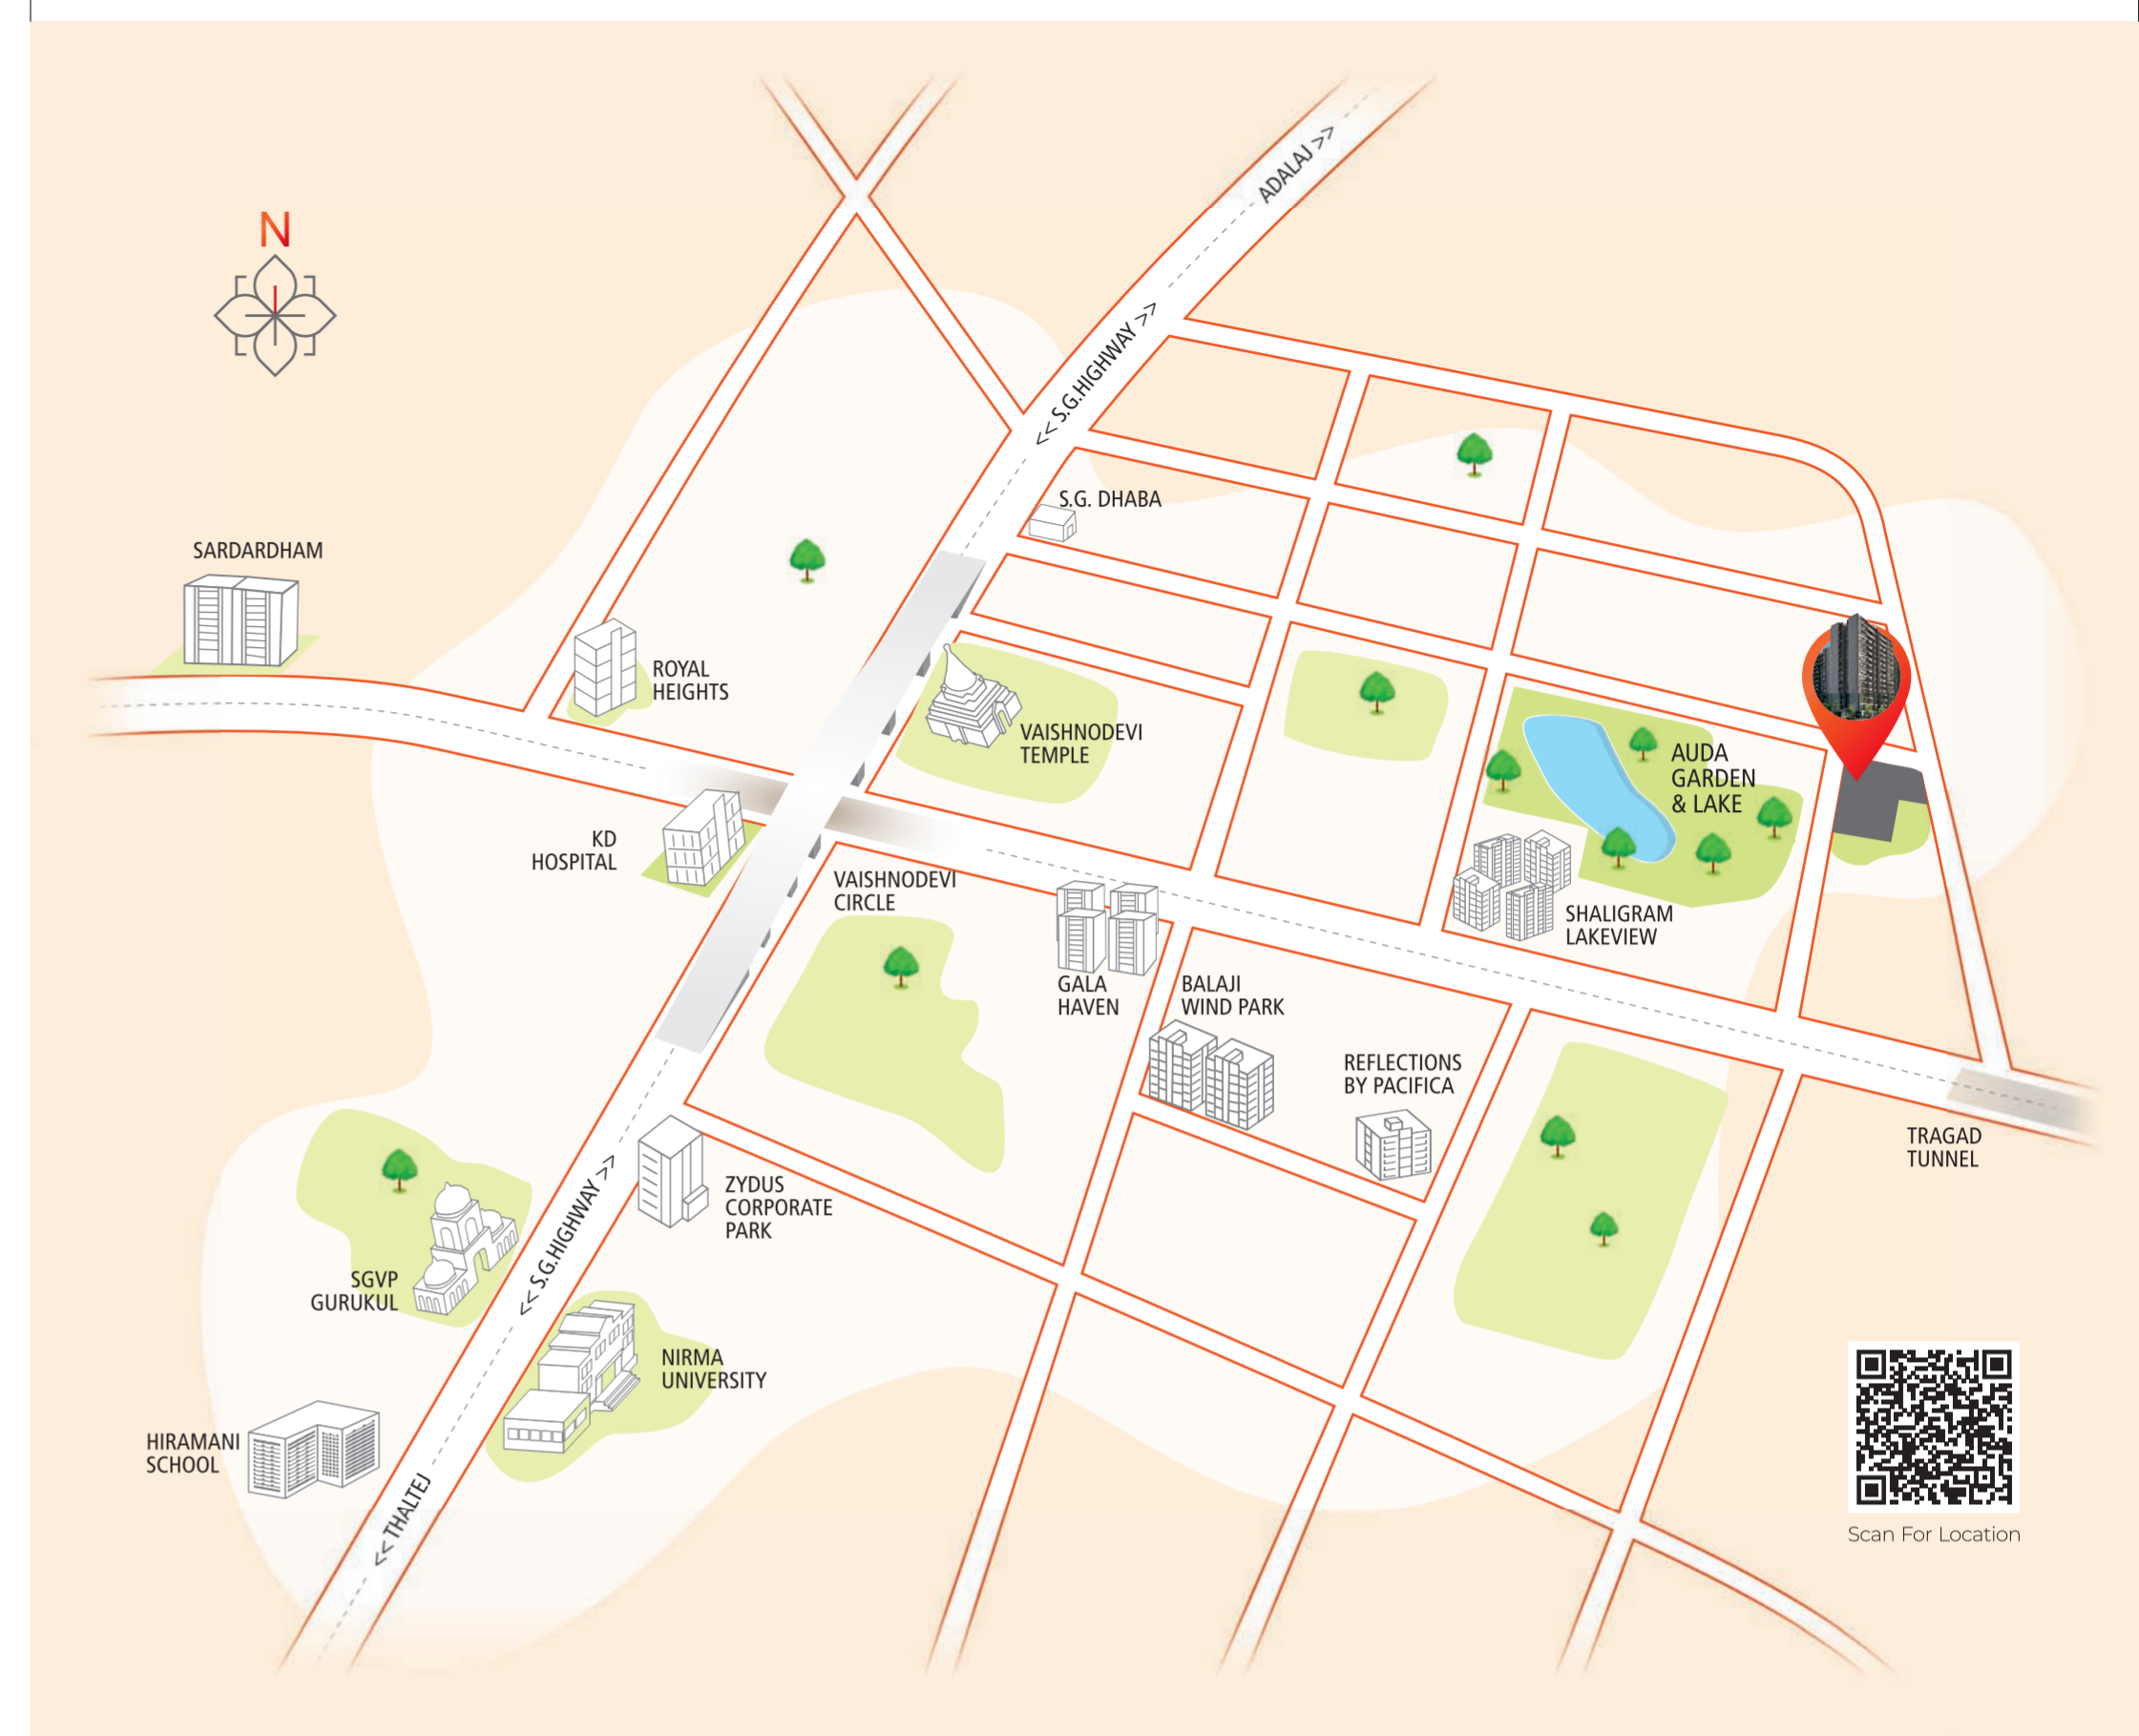 ADALAJ >>
N
<< S.G.HIGHWAY >>
S.G. DHABA
SARDARDHAM
ROYAL
HEIGHTS
VAISHNODEVI
TEMPLE
AUDA
GARDEN
& LAKE
KD
HOSPITAL
VAISHNODEVI
CIRCLE
SHALIGRAM
LAKEVIEW
GALA
HAVEN
BALAJI
WIND PARK
REFLECTIONS
BY PACIFICA
TRAGAD
TUNNEL
ZYDUS
CORPORATE
PARK
<< S.G.HIGHWAY >>
SGVP
GURUKUL
NIRMA
UNIVERSITY
HIRAMANI
SCHOOL
<< THALTEJ
Scan For Location